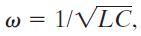 ω = 1/√LC,